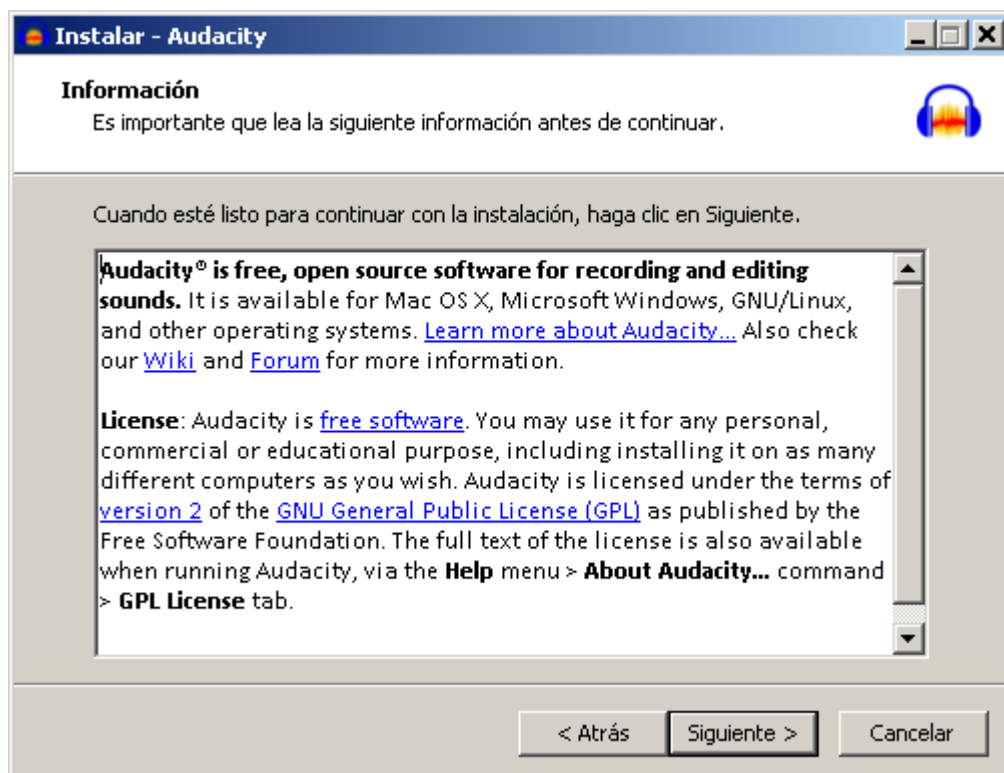 Instalar - Audacity
Información
Es importante que lea la siguiente información antes de continuar.
Cuando esté listo para continuar con la instalación, haga clic en Siguiente.
Audacity® is free, open source software for recording and editing
sounds. It is available for Mac OS X, Microsoft Windows, GNU/Linux,
and other operating systems. Learn more about Audacity... Also check
our Wiki and Forum for more information.
License: Audacity is free software. You may use it for any personal,
commercial or educational purpose, including installing it on as many
different computers as you wish. Audacity is licensed under the terms of
version 2 of the GNU General Public License (GPL) as published by the
Free Software Foundation. The full text of the license is also available
when running Audacity, via the Help menu > About Audacity... command
> GPL License tab.
< Atrás
Siguiente >
Cancelar